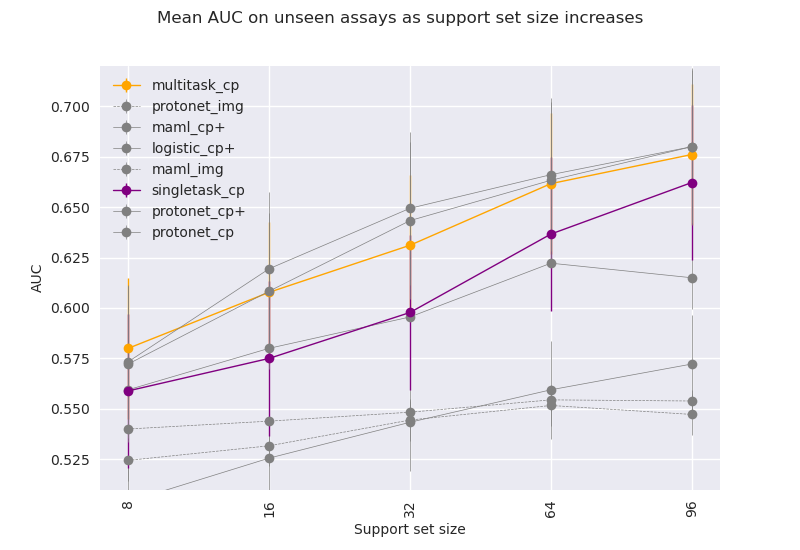 Mean AUC on unseen assays as support set size increases
multitask_cp
protonet_img
maml_cp+
logistic_cp+
maml_img
singletask_cp
protonet_cp+
protonet_cp
AUC
0.700
0.675
0.650
0.625
0.600
0.575
0.550
0.525
8
16
32
64
96
Support set size